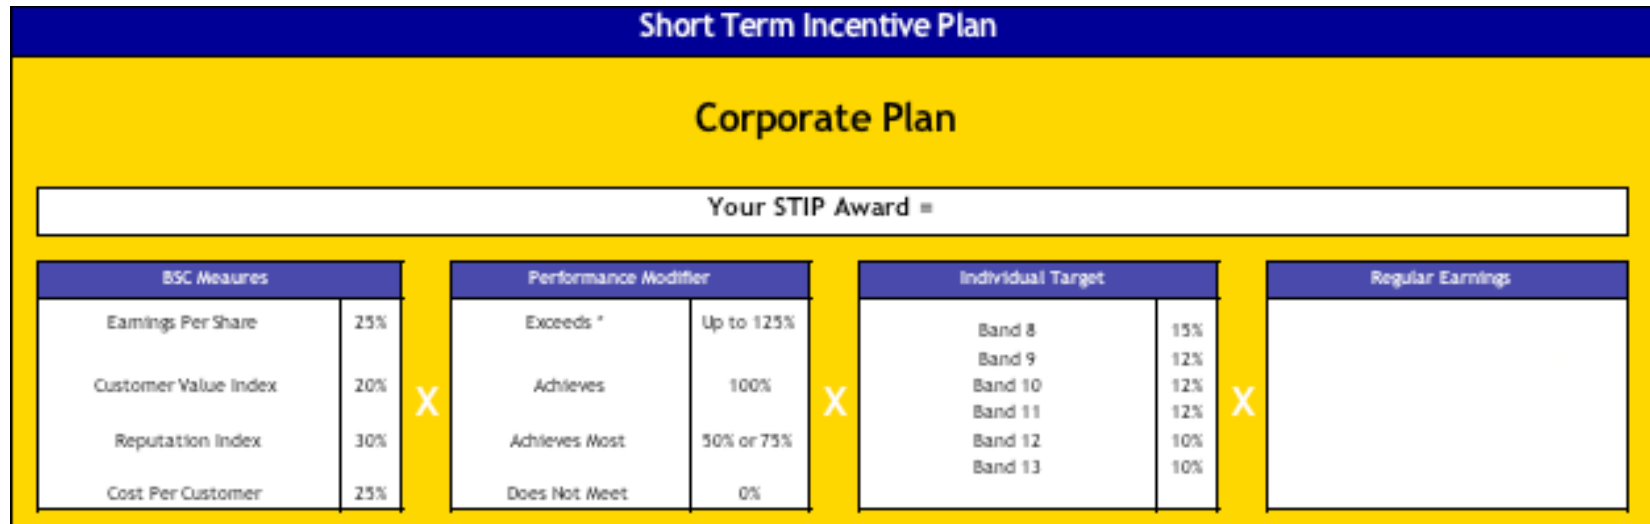 Short Term Incentive Plan
Corporate Plan
Your STIP Award =
BSC Meaures
Earnings Per Share 25%
Customer Value Index 20%
Reputation Index 30%
Cost Per Customer 25%
X
Performance Modifier
Exceeds * Up to 125%
Achieves 100%
Achieves Most 50% or 75%
Does Not Meet 0%
X
Individual Target
Band 8 15%
Band 9 12%
Band 10 12%
Band 11 12%
Band 12 10%
Band 13 10%
X
Regular Earnings